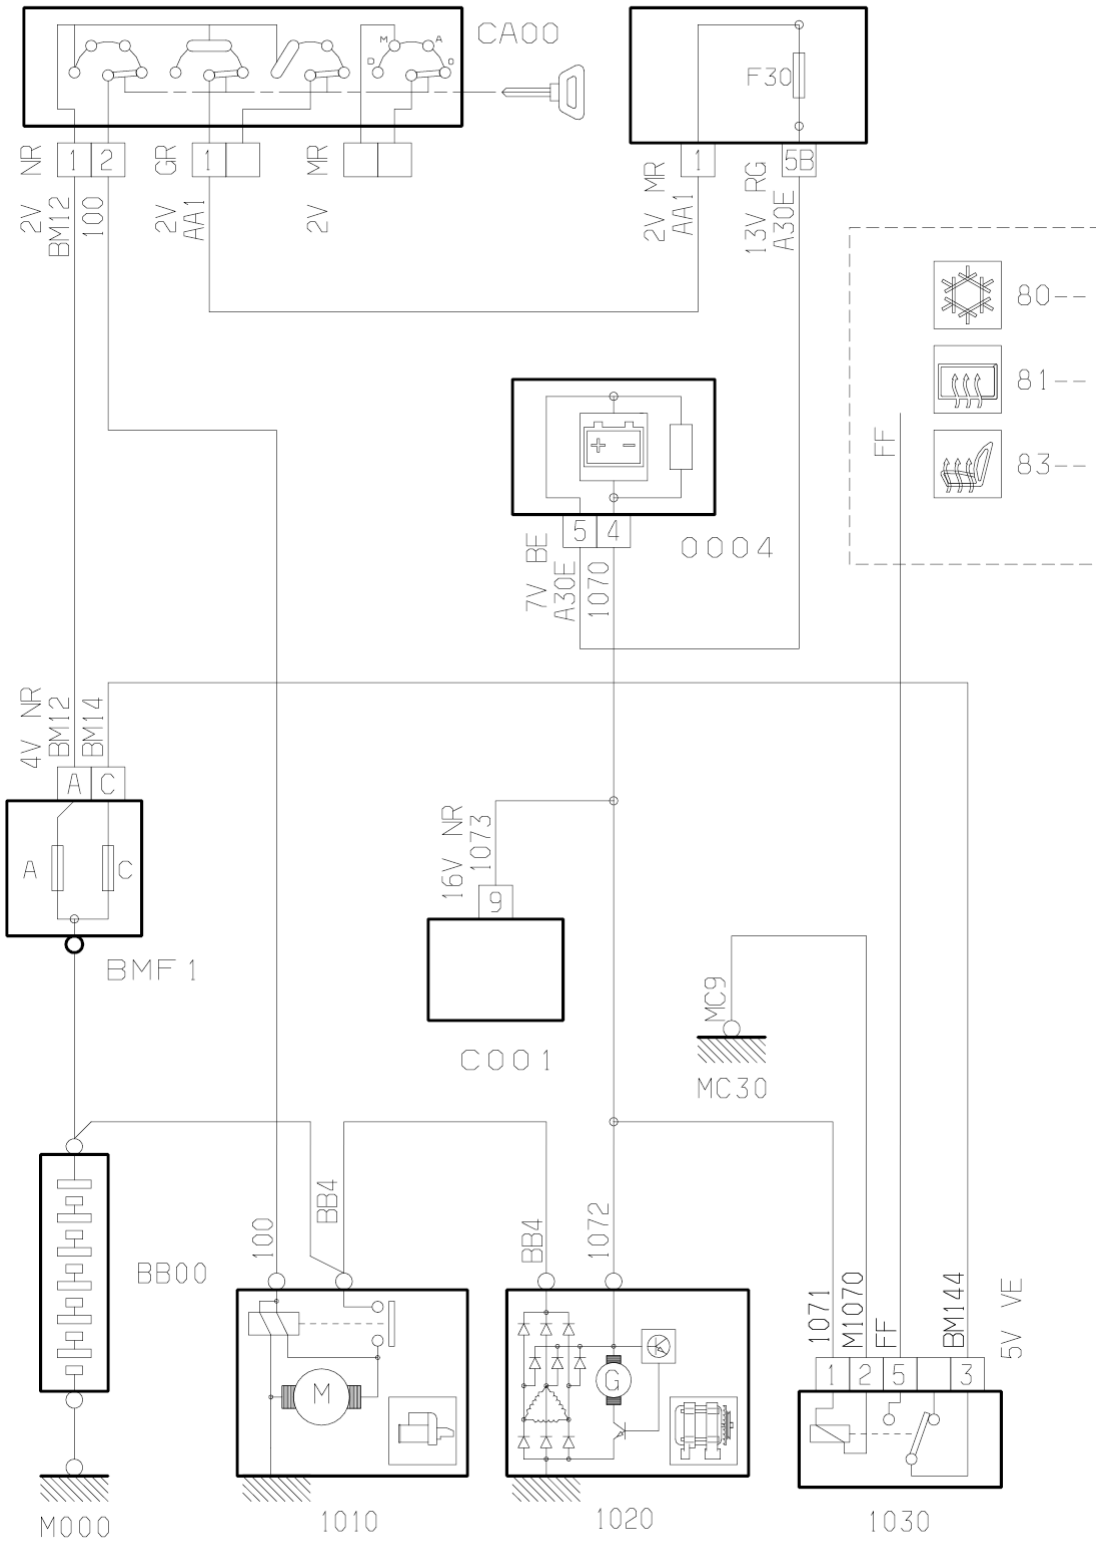 CA00
M A
D D
F30
NR 1 2
GR 1
MR
MR 1
RG 5B
2V
BM12
100
2V
AA1
2V
2V
AA1
13V
A30E
80--
81--
83--
FF
+ -
5 4
0004
7V BE
A30E
1070
4V NR
BM12
BM14
A C
A C
BMF1
16V NR
1073
9
C001
MC9
MC30
BB00
100
BB4
BB4
1072
1071
M1070
FF
BM144
5V VE
1 2 5 3
M
G
M000
1010
1020
1030